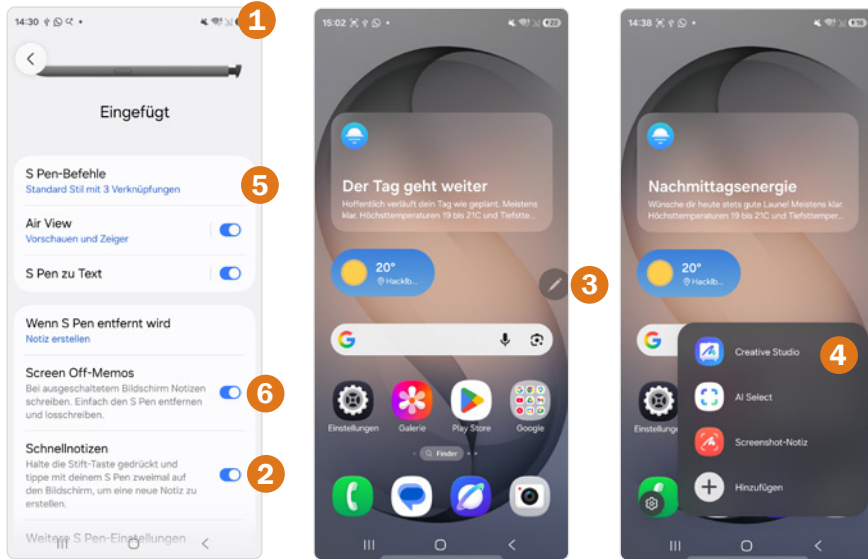 14:30
1
Eingefügt
S Pen-Befehle
Standard Stil mit 3 Verknüpfungen
5
Air View
Vorschauen und Zeiger
S Pen zu Text
Wenn S Pen entfernt wird
Notiz erstellen
Screen Off-Memos
Bei ausgeschaltetem Bildschirm Notizen
schreiben. Einfach den S Pen entfernen
und losschreiben.
6
Schnellnotizen
Halte die Stift-Taste gedrückt und
tippe mit deinem S Pen zweimal auf
den Bildschirm, um eine neue Notiz zu
erstellen.
2
Weitere S Pen-Einstellungen
15:02
22
Der Tag geht weiter
Hoffentlich verläuft dein Tag wie geplant. Meistens
klar. Höchsttemperaturen 19 bis 21C und Tiefstte...
20°
Hacklb...
3
G
Einstellungen
Galerie
Play Store
Google
Finder
14:38
Nachmittagsenergie
Wünsche dir heute stets gute Laune! Meistens klar.
Höchsttemperaturen 19 bis 21C und Tiefsttemper...
20°
Hacklb...
G
Einstellunge
Creative Studio
4
AI Select
Screenshot-Notiz
Hinzufügen